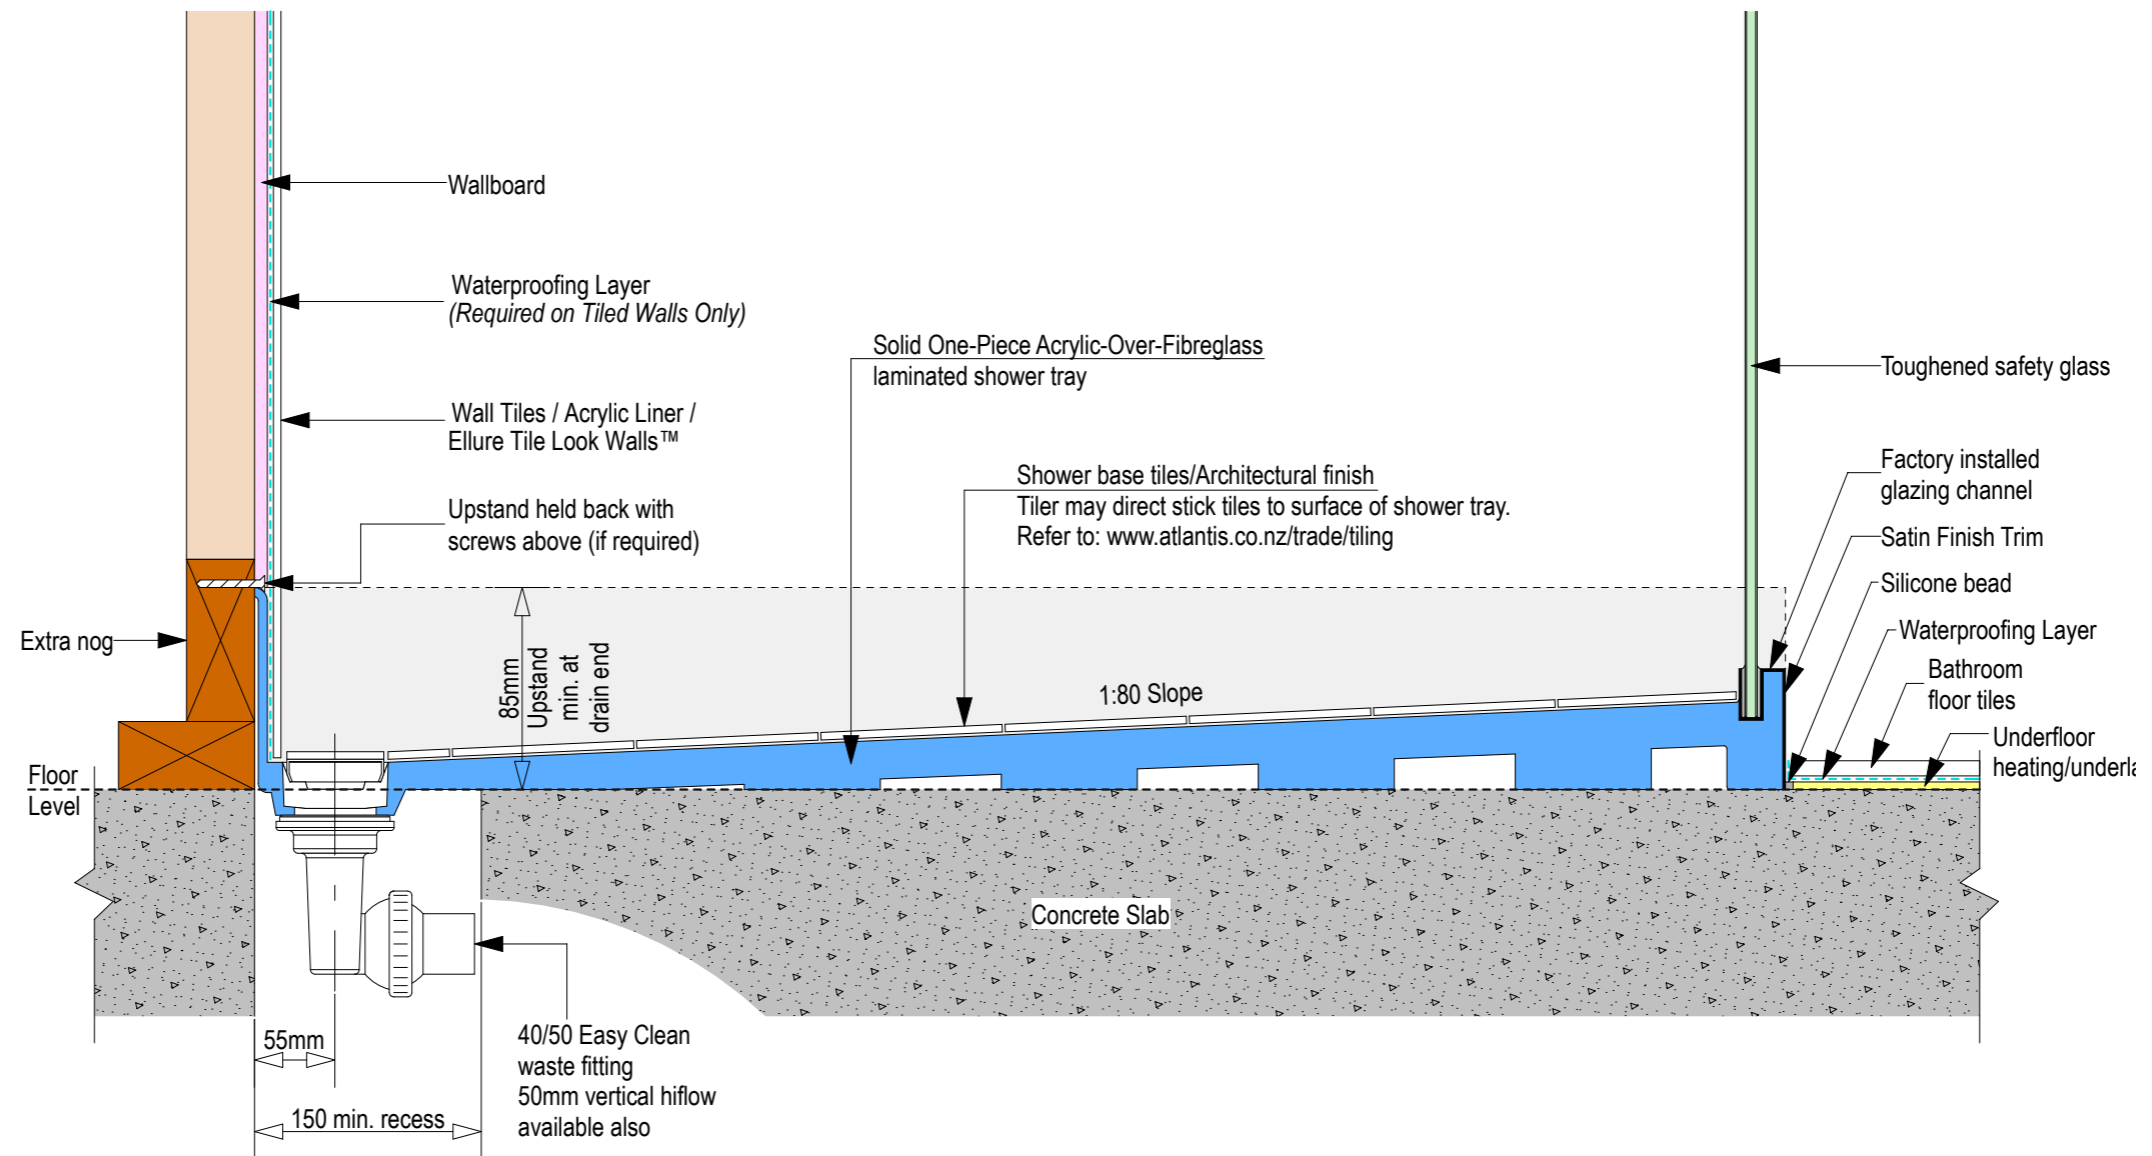 Wallboard
Waterproofing Layer
(Required on Tiled Walls Only)
Solid One-Piece Acrylic-Over-Fibreglass
laminated shower tray
Toughened safety glass
Wall Tiles / Acrylic Liner /
Ellure Tile Look Walls™
Shower base tiles/Architectural finish
Tiler may direct stick tiles to surface of shower tray.
Refer to: www.atlantis.co.nz/trade/tiling
Factory installed
glazing channel
Upstand held back with
screws above (if required)
Satin Finish Trim
Silicone bead
Extra nog
Waterproofing Layer
85mm
Upstand
min. at
drain end
1:80 Slope
Bathroom
floor tiles
Underfloor
heating/underla
Floor
Level
Concrete Slab
55mm
150 min. recess
40/50 Easy Clean
waste fitting
50mm vertical hiflow
available also